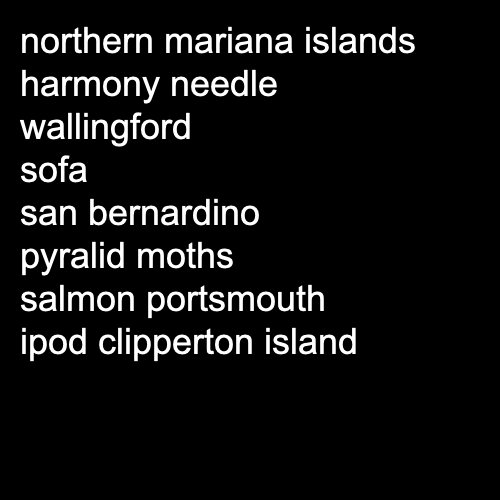 northern mariana islands
harmony needle
wallingford
sofa
san bernardino
pyralid moths
salmon portsmouth
ipod clipperton island